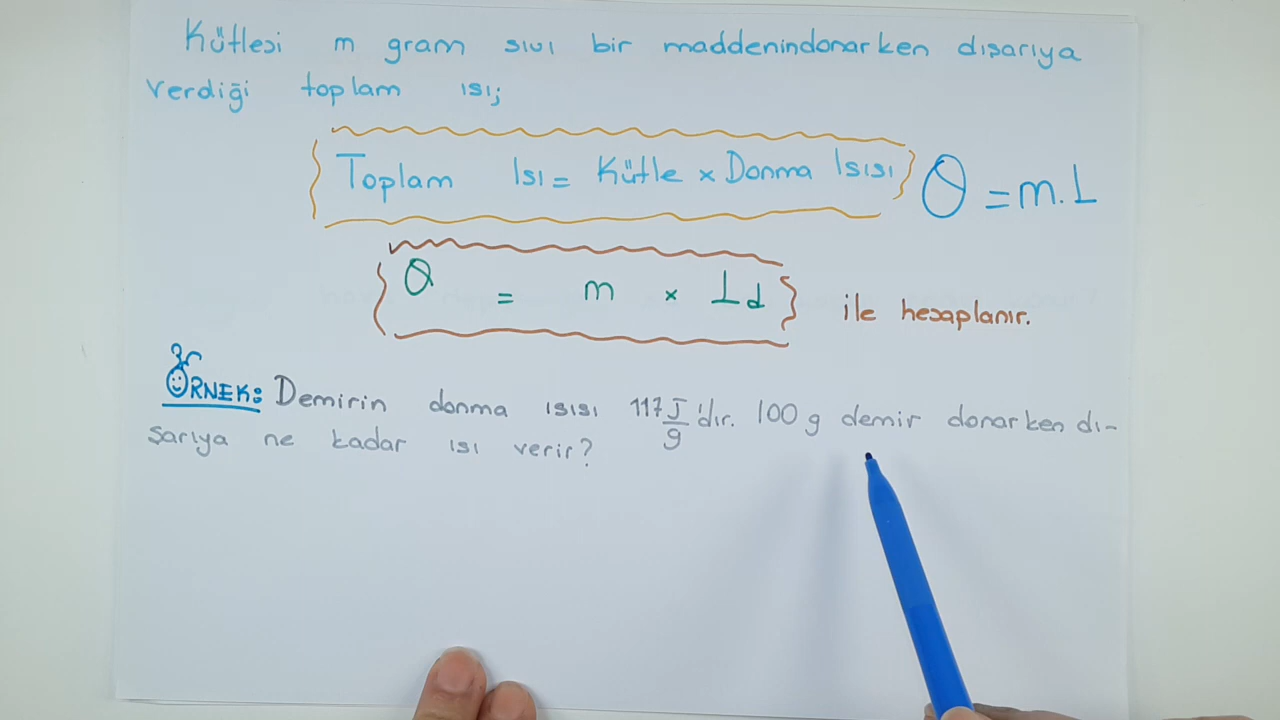 Kütlesi m gram sıvı bir maddenindonarken dışarıya
verdiği toplam ısı;
Toplam Isı = Kütle x Donma Isısı
Q = m.L
Q = m x Ld
ile hesaplanır.
ÖRNEK: Demirin donma ısısı 117 J/g 'dır. 100 g demir donarken dı-
şarıya ne kadar ısı verir?